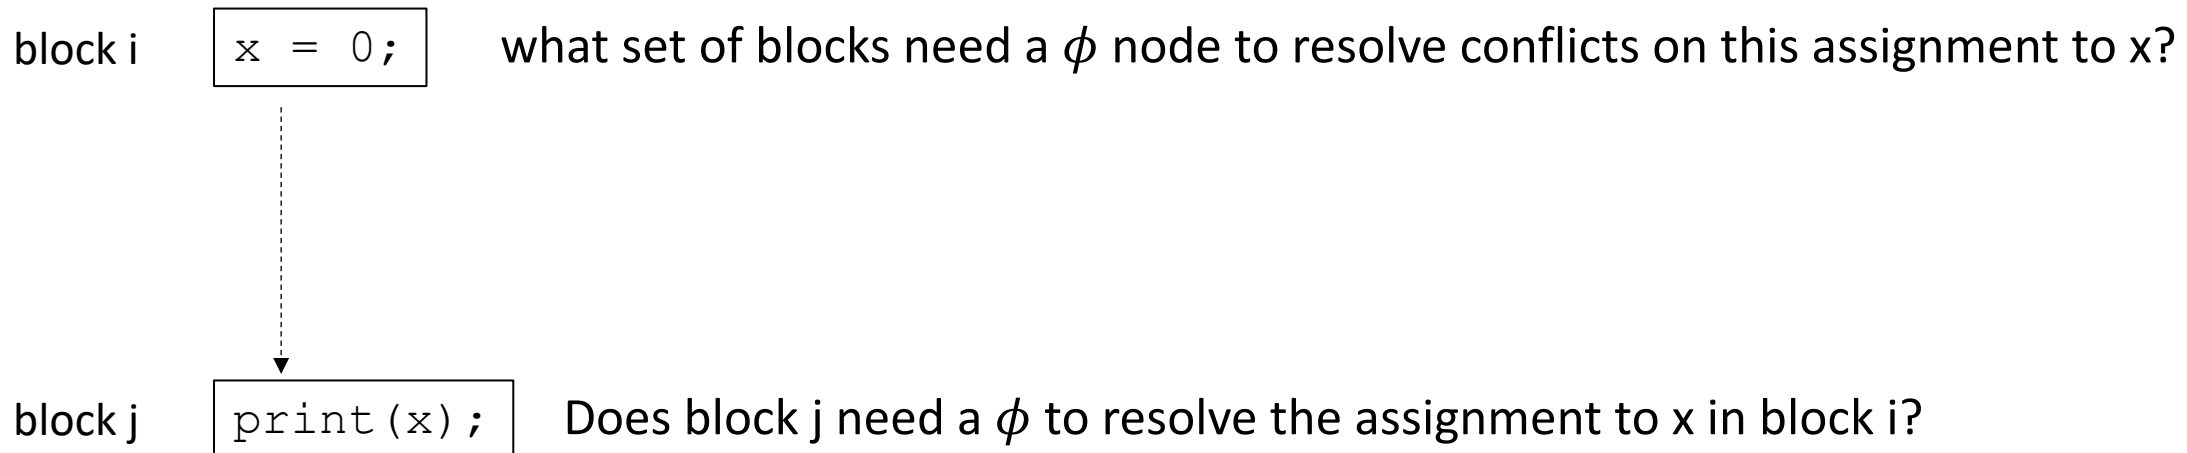 block i x = 0; what set of blocks need a ϕ node to resolve conflicts on this assignment to x?
block j print(x); Does block j need a ϕ to resolve the assignment to x in block i?